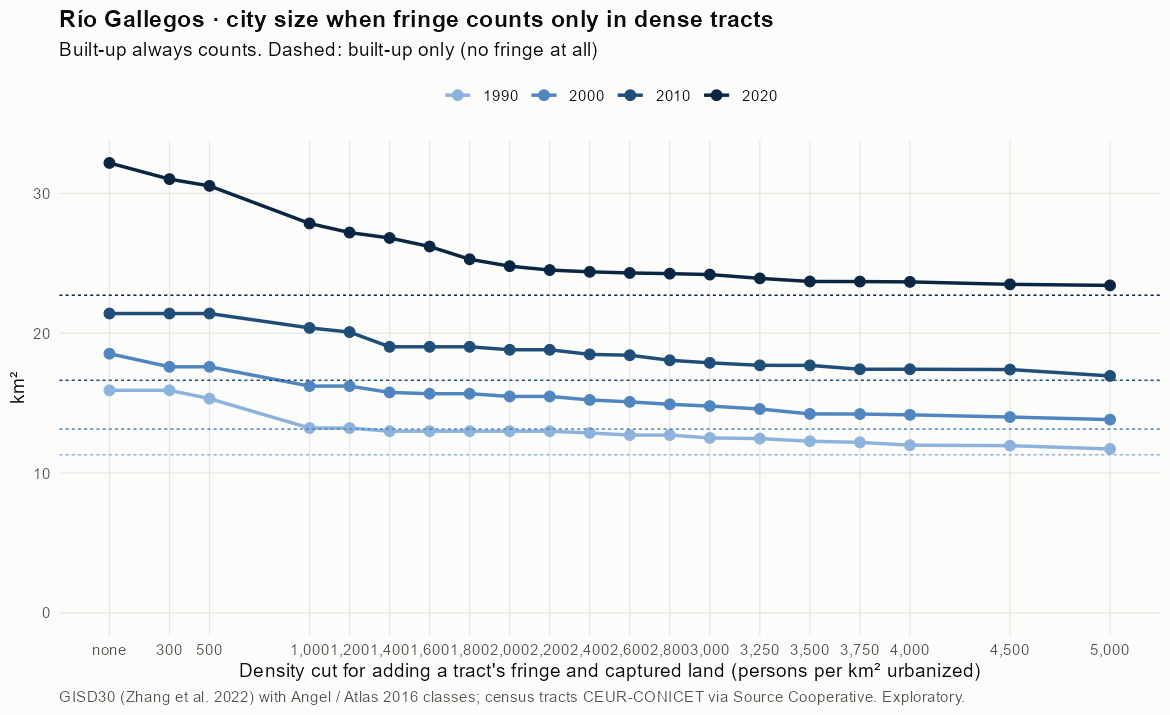 Río Gallegos · city size when fringe counts only in dense tracts
Built-up always counts. Dashed: built-up only (no fringe at all)
1990 2000 2010 2020
30
20
10
0
km²
none 300 500 1,000 1,200 1,400 1,600 1,800 2,000 2,200 2,400 2,600 2,800 3,000 3,250 3,500 3,750 4,000 4,500 5,000
Density cut for adding a tract's fringe and captured land (persons per km² urbanized)
GISD30 (Zhang et al. 2022) with Angel / Atlas 2016 classes; census tracts CEUR-CONICET via Source Cooperative. Exploratory.